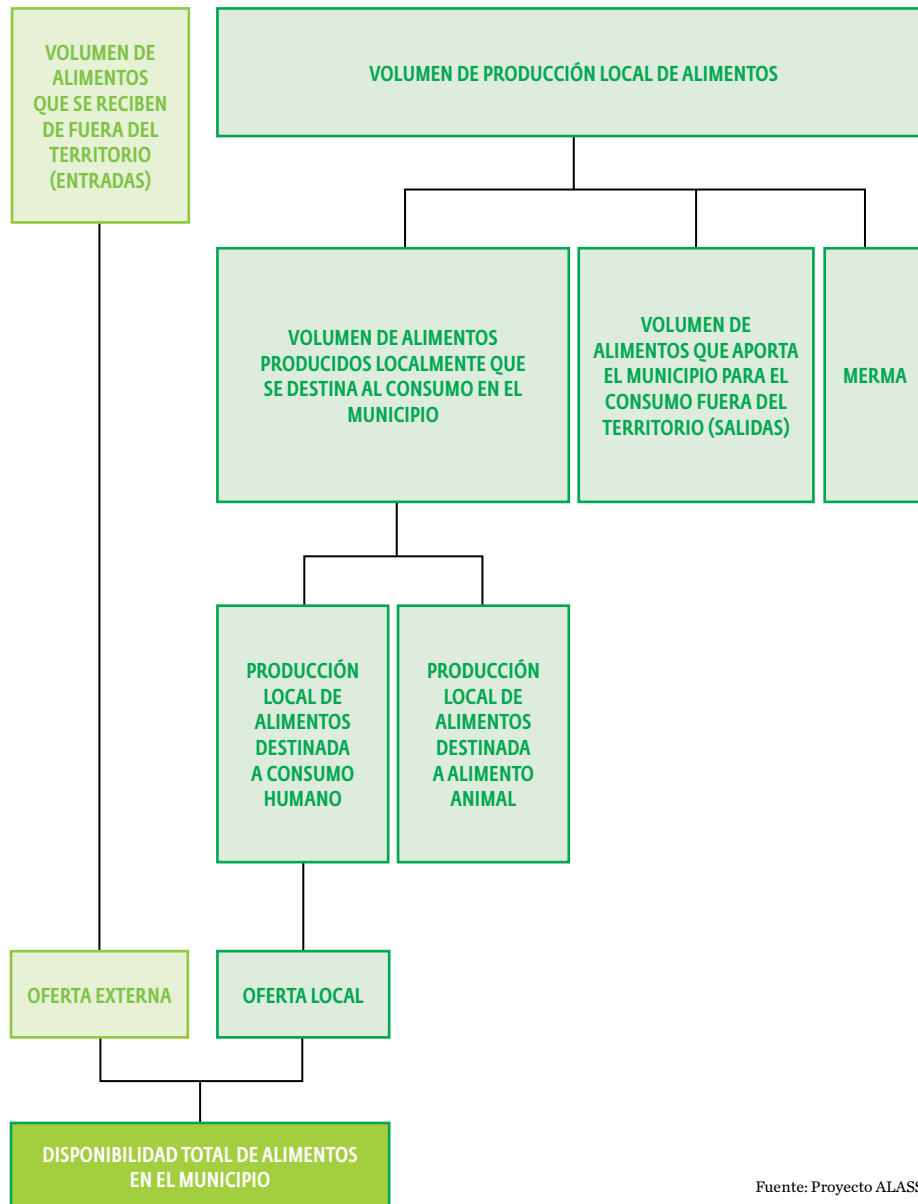 VOLUMEN DE
ALIMENTOS
QUE SE RECIBEN
DE FUERA DEL
TERRITORIO
(ENTRADAS)
VOLUMEN DE PRODUCCIÓN LOCAL DE ALIMENTOS
VOLUMEN DE ALIMENTOS
PRODUCIDOS LOCALMENTE QUE
SE DESTINA AL CONSUMO EN EL
MUNICIPIO
VOLUMEN DE
ALIMENTOS QUE APORTA
EL MUNICIPIO PARA EL
CONSUMO FUERA DEL
TERRITORIO (SALIDAS)
MERMA
PRODUCCIÓN
LOCAL DE
ALIMENTOS
DESTINADA
A CONSUMO
HUMANO
PRODUCCIÓN
LOCAL DE
ALIMENTOS
DESTINADA
A ALIMENTO
ANIMAL
OFERTA EXTERNA
OFERTA LOCAL
DISPONIBILIDAD TOTAL DE ALIMENTOS
EN EL MUNICIPIO
Fuente: Proyecto ALASS